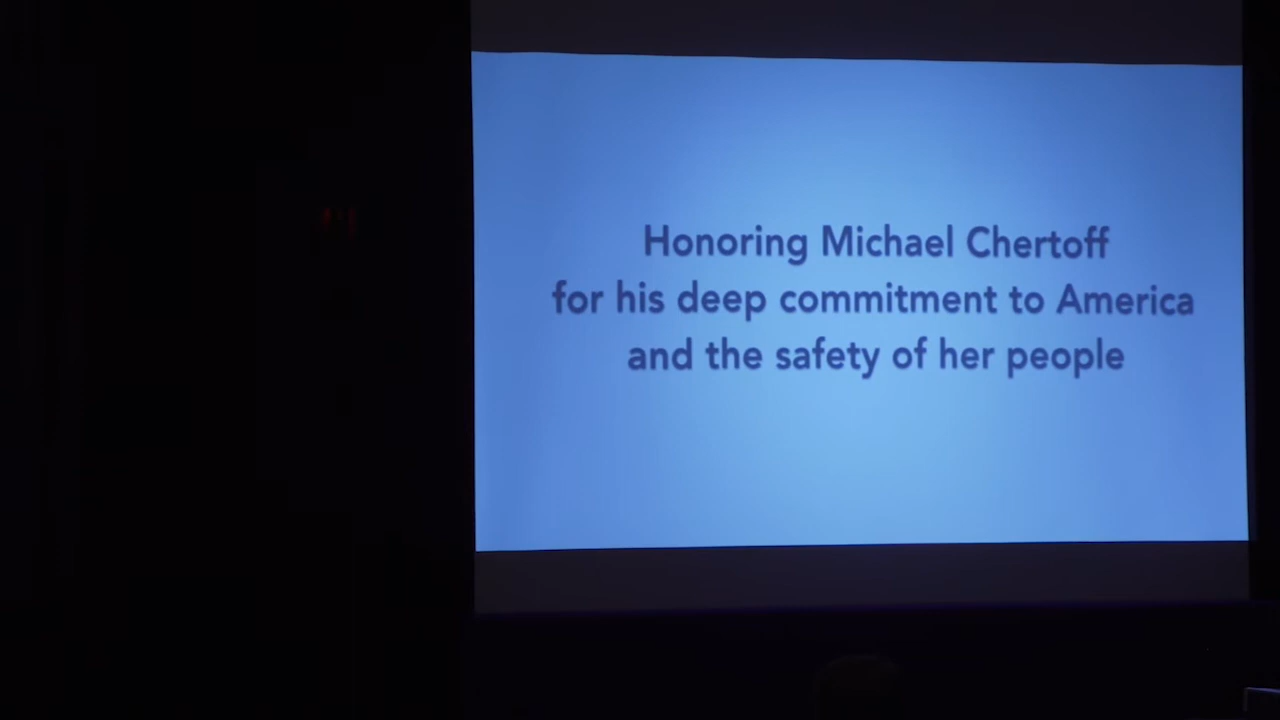 Honoring Michael Chertoff
for his deep commitment to America
and the safety of her people